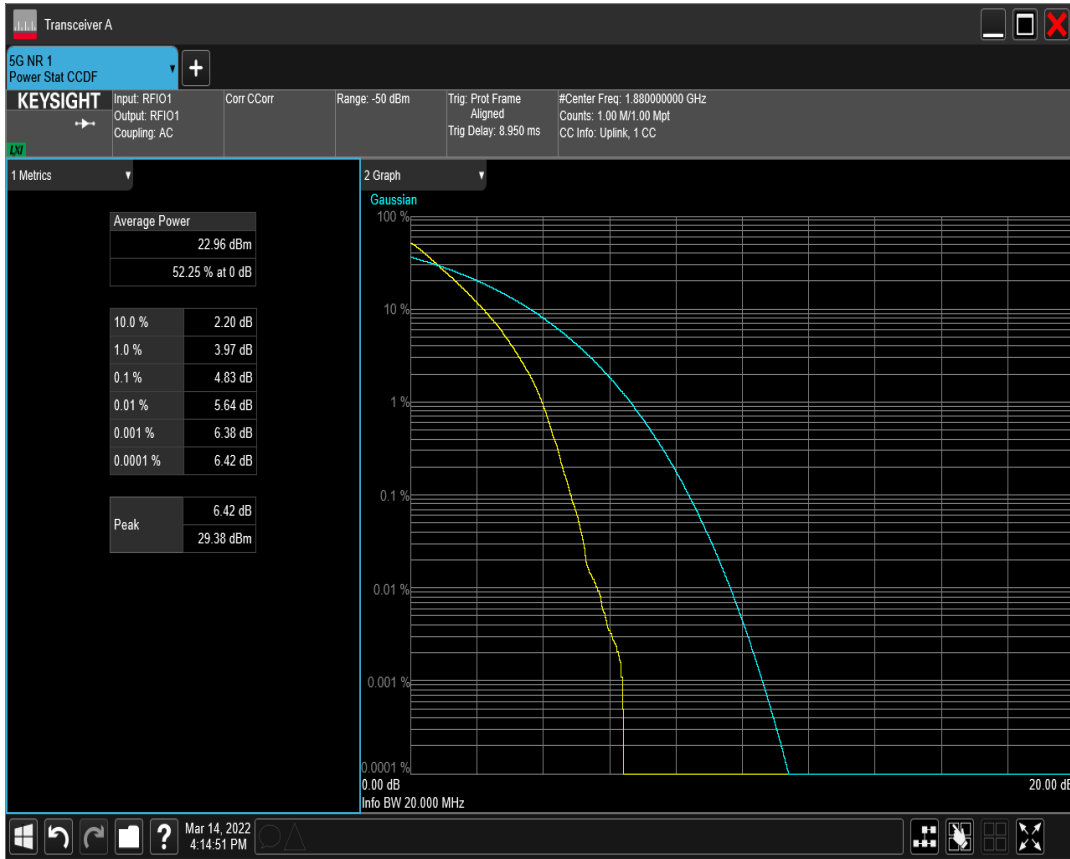 Transceiver A
5G NR 1
Power Stat CCDF
KEYSIGHT
LXI
Input: RFIO1
Output: RFIO1
Coupling: AC
Corr CCorr
Range: -50 dBm
Trig: Prot Frame
Aligned
Trig Delay: 8.950 ms
#Center Freq: 1.880000000 GHz
Counts: 1.00 M/1.00 Mpt
CC Info: Uplink, 1 CC
1 Metrics
Average Power
22.96 dBm
52.25 % at 0 dB
10.0 % 2.20 dB
1.0 % 3.97 dB
0.1 % 4.83 dB
0.01 % 5.64 dB
0.001 % 6.38 dB
0.0001 % 6.42 dB
Peak
6.42 dB
29.38 dBm
2 Graph
Gaussian
100 %
10 %
1 %
0.1 %
0.01 %
0.001 %
0.0001 %
0.00 dB
20.00 dB
Info BW 20.000 MHz
?
Mar 14, 2022
4:14:51 PM